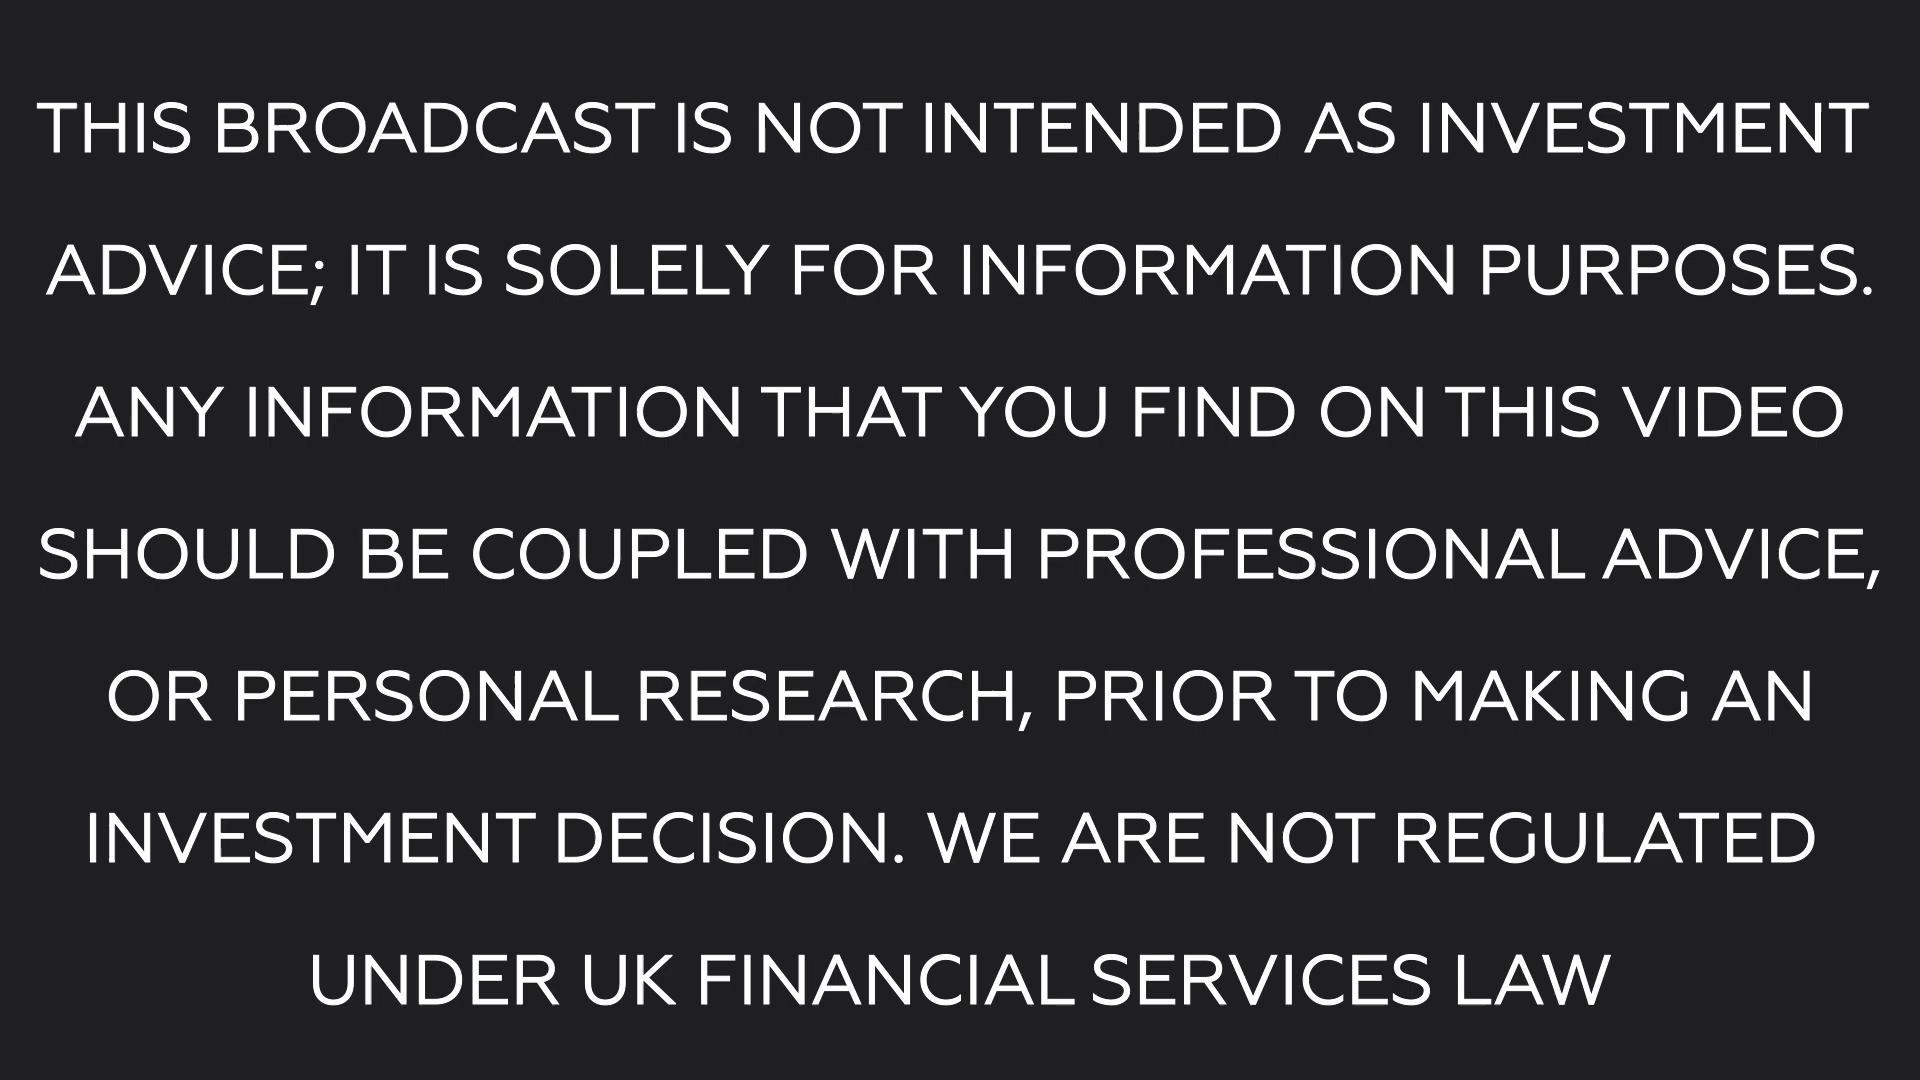 THIS BROADCAST IS NOT INTENDED AS INVESTMENT
ADVICE; IT IS SOLELY FOR INFORMATION PURPOSES.
ANY INFORMATION THAT YOU FIND ON THIS VIDEO
SHOULD BE COUPLED WITH PROFESSIONAL ADVICE,
OR PERSONAL RESEARCH, PRIOR TO MAKING AN
INVESTMENT DECISION. WE ARE NOT REGULATED
UNDER UK FINANCIAL SERVICES LAW